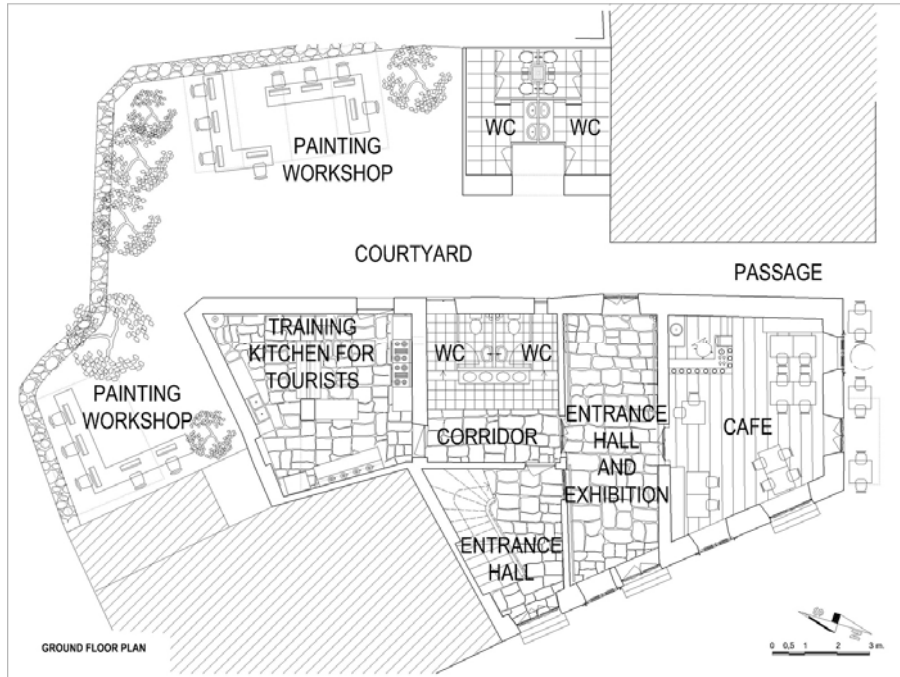 WC
WC
PAINTING
WORKSHOP
COURTYARD
PASSAGE
TRAINING
KITCHEN FOR
TOURISTS
WC
WC
PAINTING
WORKSHOP
CORRIDOR
ENTRANCE
HALL
AND
EXHIBITION
CAFE
ENTRANCE
HALL
GROUND FLOOR PLAN
0 0,5 1 2 3 m.